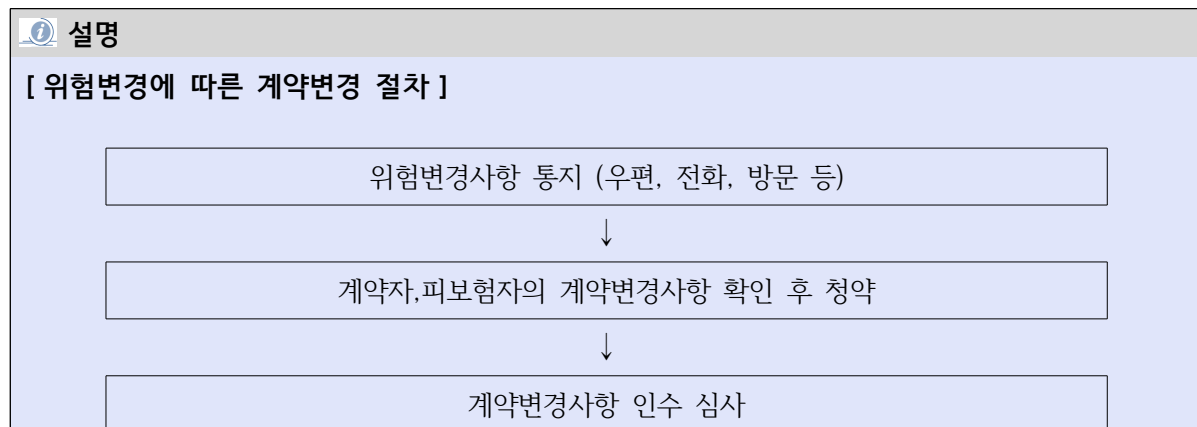 설명
[ 위험변경에 따른 계약변경 절차 ]
위험변경사항 통지 (우편, 전화, 방문 등)
↓
계약자,피보험자의 계약변경사항 확인 후 청약
↓
계약변경사항 인수 심사